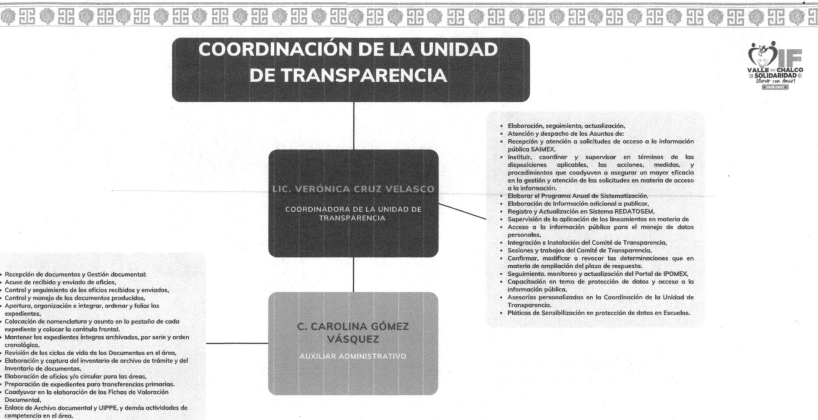 COORDINACIÓN DE LA UNIDAD
DE TRANSPARENCIA
DIF
VALLE DE CHALCO
SOLIDARIDAD
¡Servir con Amor!
LIC. VERÓNICA CRUZ VELASCO
COORDINADORA DE LA UNIDAD DE
TRANSPARENCIA
• Elaboración, seguimiento, actualización,
• Atención y despacho de los Asuntos de:
• Recepción y atención a solicitudes de acceso a la información
pública SAIMEX,
• Instituir, coordinar y supervisar en términos de las
disposiciones aplicables, las acciones, medidas, y
procedimientos que coadyuven a asegurar un mayor eficacia
en la gestión y atención de las solicitudes en materia de acceso
a la información.
• Elaborar el Programa Anual de Sistematización,
• Elaboración de Información adicional a publicar,
• Registro y Actualización en Sistema REDATOSEM,
• Supervisión de la aplicación de los lineamientos en materia de
• Acceso a la información pública para el manejo de datos
personales,
• Integración e Instalación del Comité de Transparencia,
• Sesiones y trabajos del Comité de Transparencia,
• Confirmar, modificar o revocar las determinaciones que en
materia de ampliación del plazo de respuesta.
• Seguimiento, monitoreo y actualización del Portal de IPOMEX,
• Capacitación en tema de protección de datos y acceso a la
información pública,
• Asesorías personalizadas en la Coordinación de la Unidad de
Transparencia,
• Pláticas de Sensibilización en protección de datos en Escuelas.
• Recepción de documentos y Gestión documental:
• Acuse de recibido y enviado de oficios,
• Control y seguimiento de los oficios recibidos y enviados,
• Control y manejo de los documentos producidos,
• Apertura, organización e integrar, ordenar y foliar los
expedientes,
• Colocación de nomenclatura y asunto en la pestaña de cada
expediente y colocar la carátula frontal.
• Mantener los expedientes íntegros archivados, por serie y orden
cronológico.
• Revisión de los ciclos de vida de los Documentos en el área,
• Elaboración y captura del inventario de archivo de trámite y del
Inventario de documentos,
• Elaboración de oficios y/o circular para las áreas,
• Preparación de expedientes para transferencias primarias.
• Coadyuvar en la elaboración de las Fichas de Valoración
Documental,
• Enlace de Archivo documental y UIPPE, y demás actividades de
competencia en el área,
C. CAROLINA GÓMEZ
VÁSQUEZ
AUXILIAR ADMINISTRATIVO